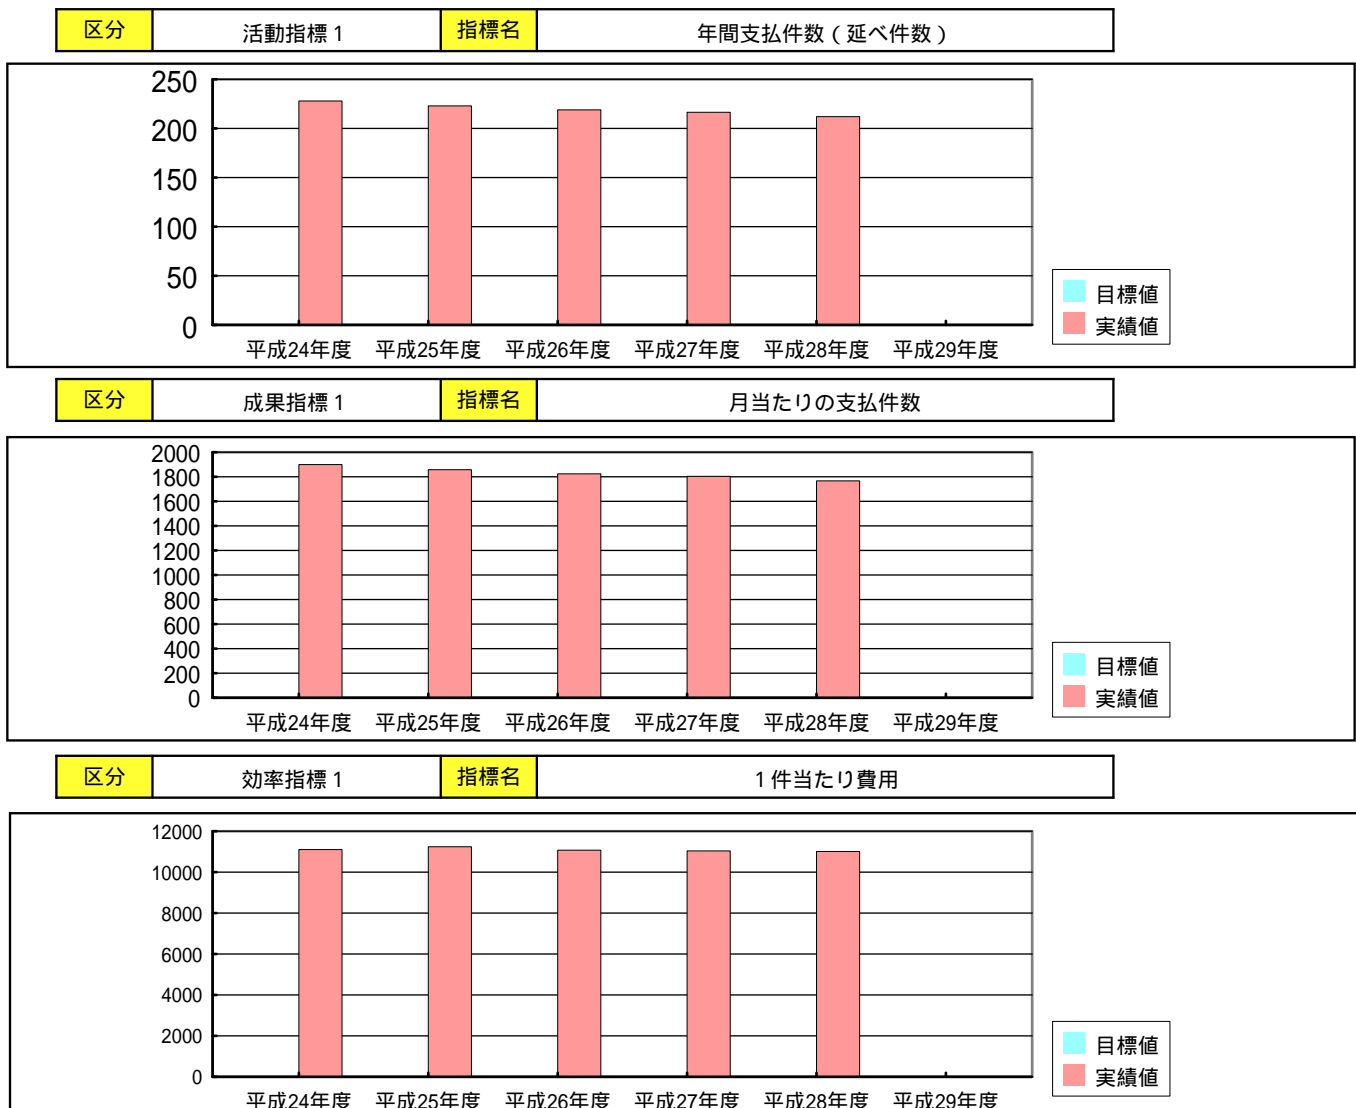 区分 活動指標1 指標名 年間支払件数(延べ件数)
250
200
150
100
50
0
平成24年度 平成25年度 平成26年度 平成27年度 平成28年度 平成29年度
目標値
実績値
区分 成果指標1 指標名 月当たりの支払件数
2000
1800
1600
1400
1200
1000
800
600
400
200
0
平成24年度 平成25年度 平成26年度 平成27年度 平成28年度 平成29年度
目標値
実績値
区分 効率指標1 指標名 1件当たり費用
12000
10000
8000
6000
4000
2000
0
平成24年度 平成25年度 平成26年度 平成27年度 平成28年度 平成29年度
目標値
実績値